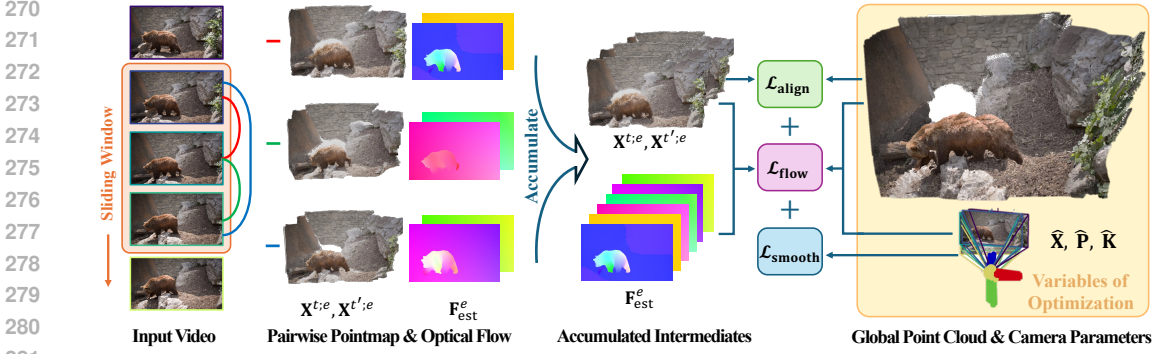 270
271
272
273
274
275
276
277
278
279
280
Sliding Window
Input Video
X^{t;e}, X^{t';e}
F^e_est
Pairwise Pointmap & Optical Flow
Accumulate
X^{t;e}, X^{t';e}
F^e_est
Accumulated Intermediates
L_align
+
L_flow
+
L_smooth
X̂, P̂, K̂
Variables of
Optimization
Global Point Cloud & Camera Parameters